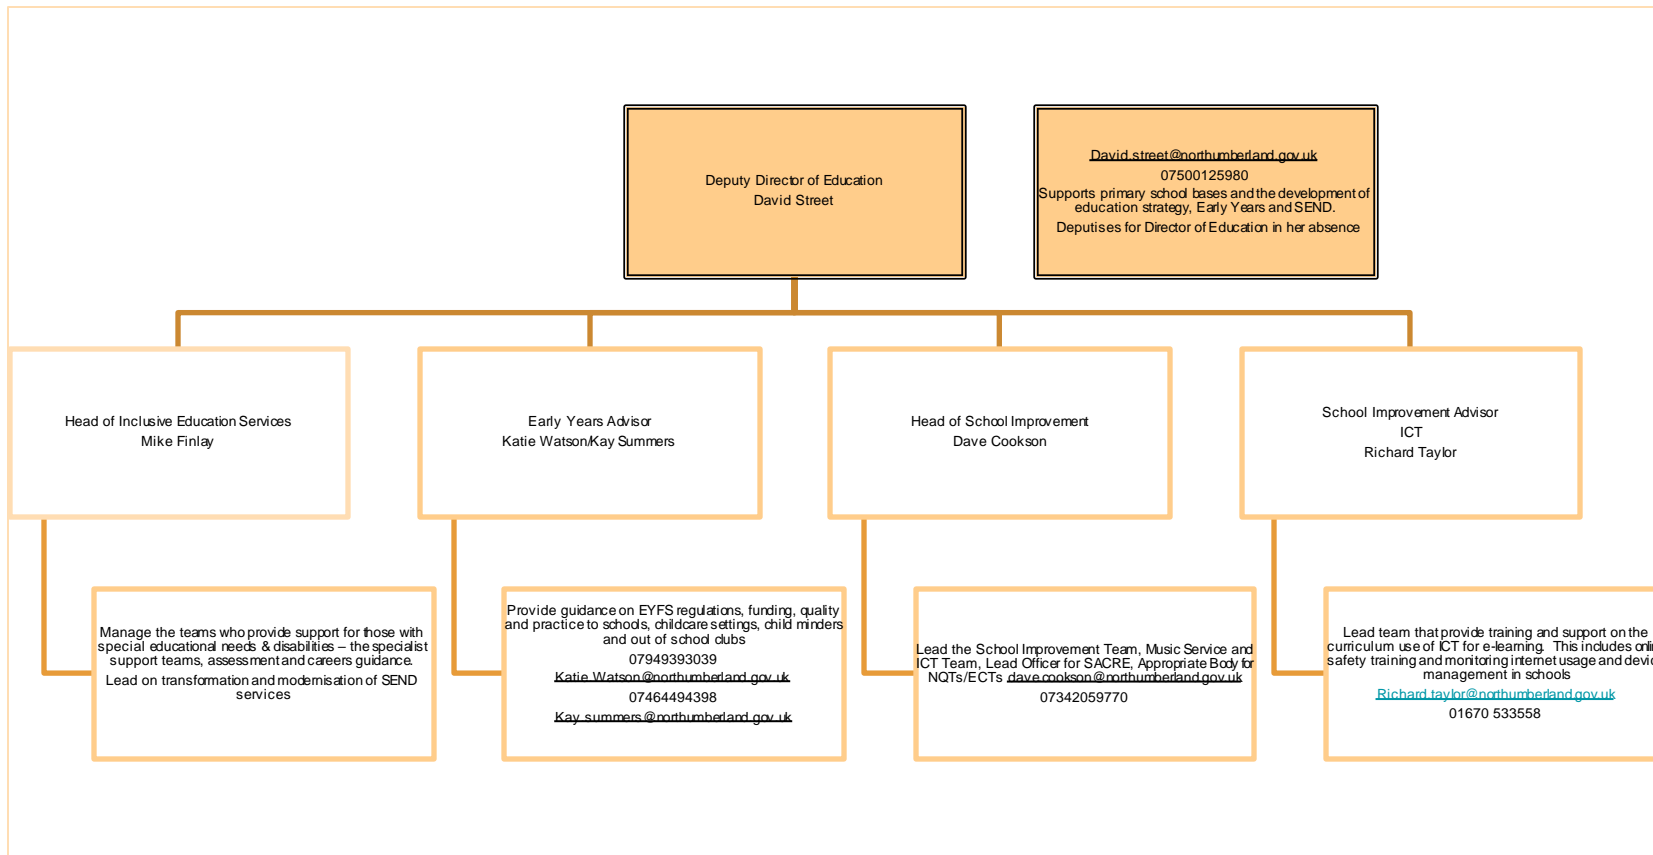 Deputy Director of Education
David Street
David.street@northumberland.gov.uk
07500125980
Supports primary school bases and the development of
education strategy, Early Years and SEND.
Deputises for Director of Education in her absence
Head of Inclusive Education Services
Mike Finlay
Early Years Advisor
Katie Watson/Kay Summers
Head of School Improvement
Dave Cookson
School Improvement Advisor
ICT
Richard Taylor
Manage the teams who provide support for those with
special educational needs & disabilities – the specialist
support teams, assessment and careers guidance.
Lead on transformation and modernisation of SEND
services
Provide guidance on EYFS regulations, funding, quality
and practice to schools, childcare settings, child minders
and out of school clubs
07949393039
Katie.Watson@northumberland.gov.uk
07464494398
Kay.summers@northumberland.gov.uk
Lead the School Improvement Team, Music Service and
ICT Team, Lead Officer for SACRE, Appropriate Body for
NQTs/ECTs dave.cookson@northumberland.gov.uk
07342059770
Lead team that provide training and support on the
curriculum use of ICT for e-learning. This includes
safety training and monitoring internet usage and
management in schools
Richard.taylor@northumberland.gov.uk
01670 533558